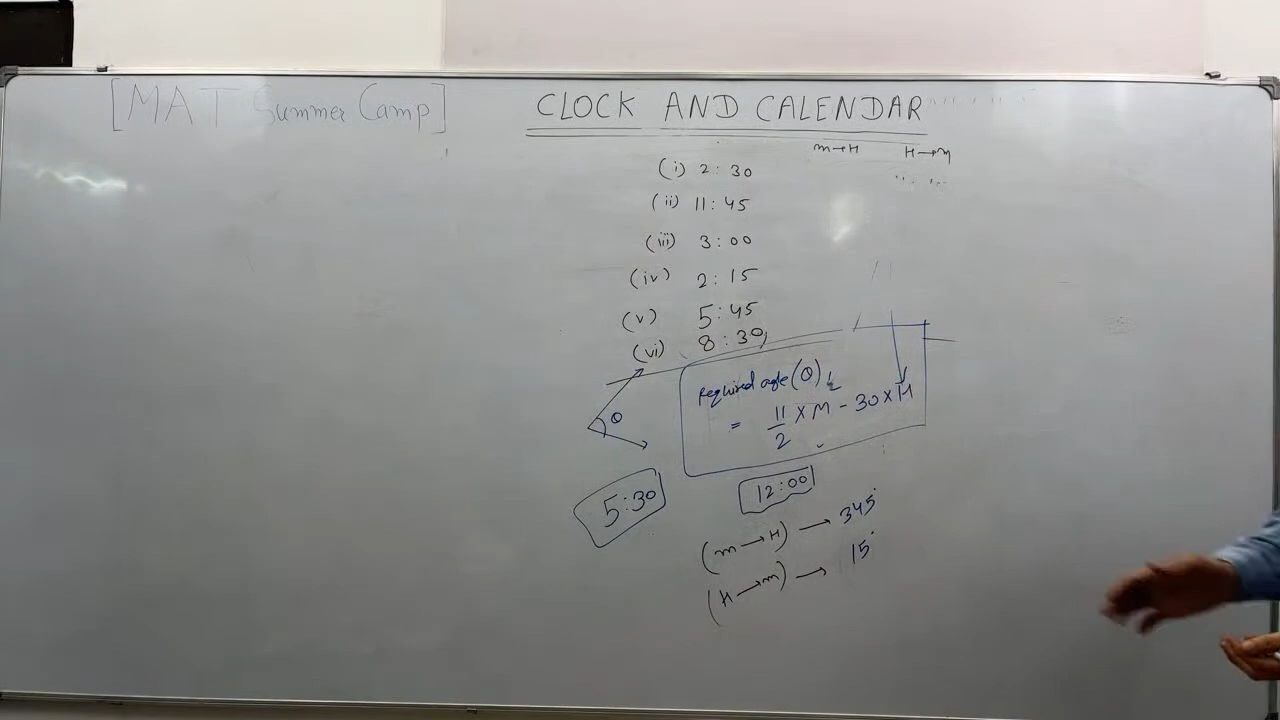 [MAT Summer Camp]
CLOCK AND CALENDAR
m→H H→m
(i) 2:30
(ii) 11:45
(iii) 3:00
(iv) 2:15
(v) 5:45
(vi) 8:30
required agle (θ)
= 11/2 × M - 30 × H
θ
5:30
12:00
(m→H) → 345°
(H→m) → 15°